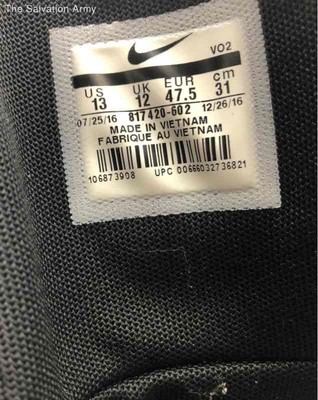 The Salvation Army
VO2
US UK EUR cm
13 12 47.5 31
07/25/16 817420-602 12/26/16
MADE IN VIETNAM
FABRIQUE AU VIETNAM
106873908 UPC 00666032736821